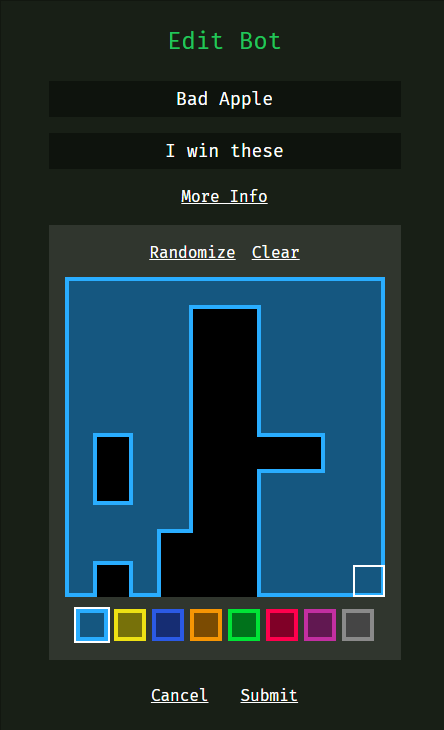 Edit Bot
Bad Apple
I win these
More Info
Randomize Clear
Cancel Submit